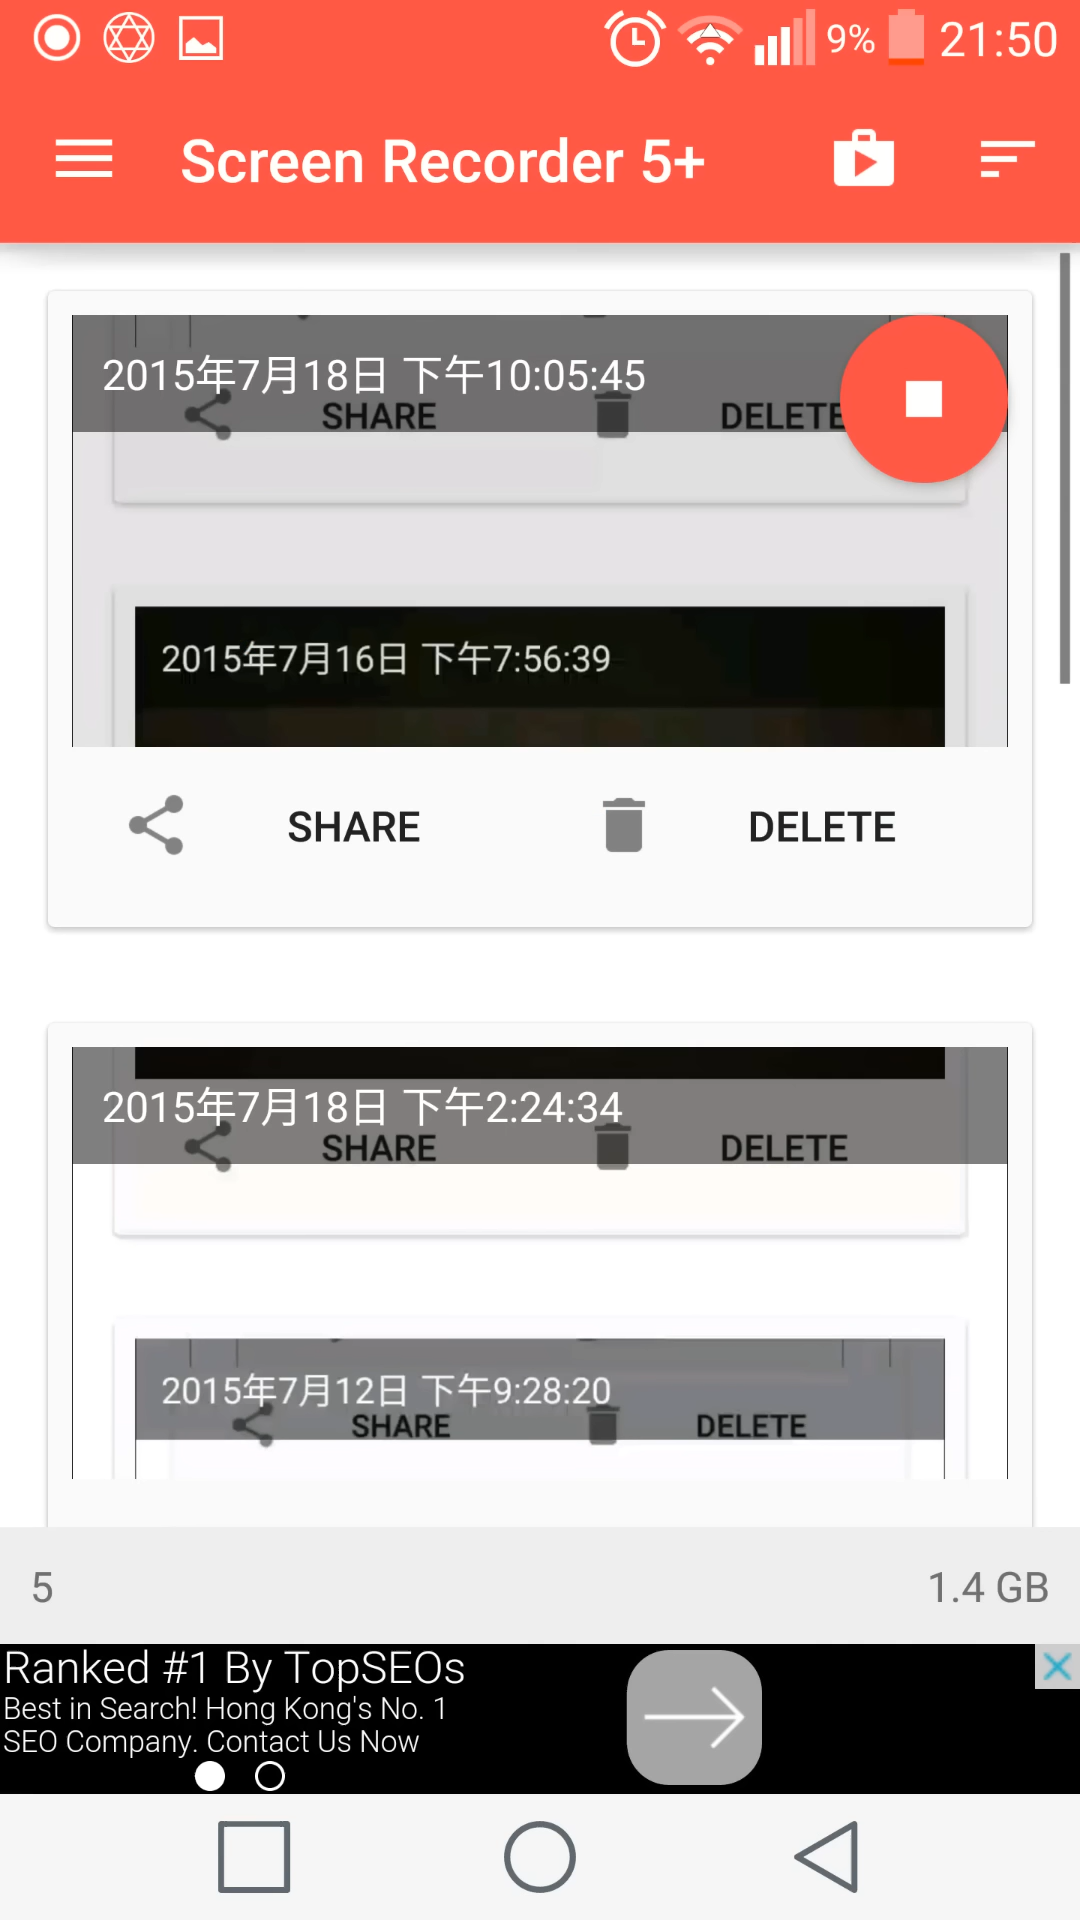 9% 21:50
Screen Recorder 5+
2015年7月18日 下午10:05:45
SHARE DELETE
2015年7月16日 下午7:56:39
SHARE DELETE
2015年7月18日 下午2:24:34
SHARE DELETE
2015年7月12日 下午9:28:20
SHARE DELETE
5 1.4 GB
Ranked #1 By TopSEOs
Best in Search! Hong Kong's No. 1
SEO Company. Contact Us Now